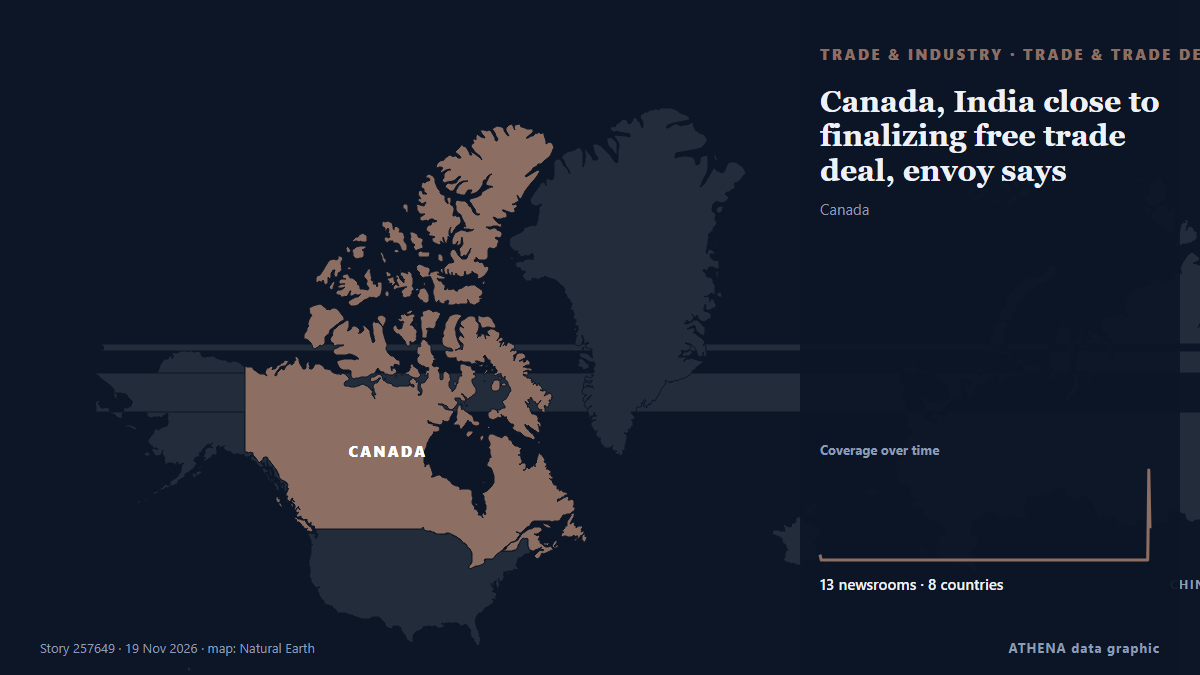 TRADE & INDUSTRY · TRADE & TRADE DE
Canada, India close to
finalizing free trade
deal, envoy says
Canada
CANADA
Coverage over time
13 newsrooms · 8 countries
HIN
Story 257649 · 19 Nov 2026 · map: Natural Earth
ATHENA data graphic